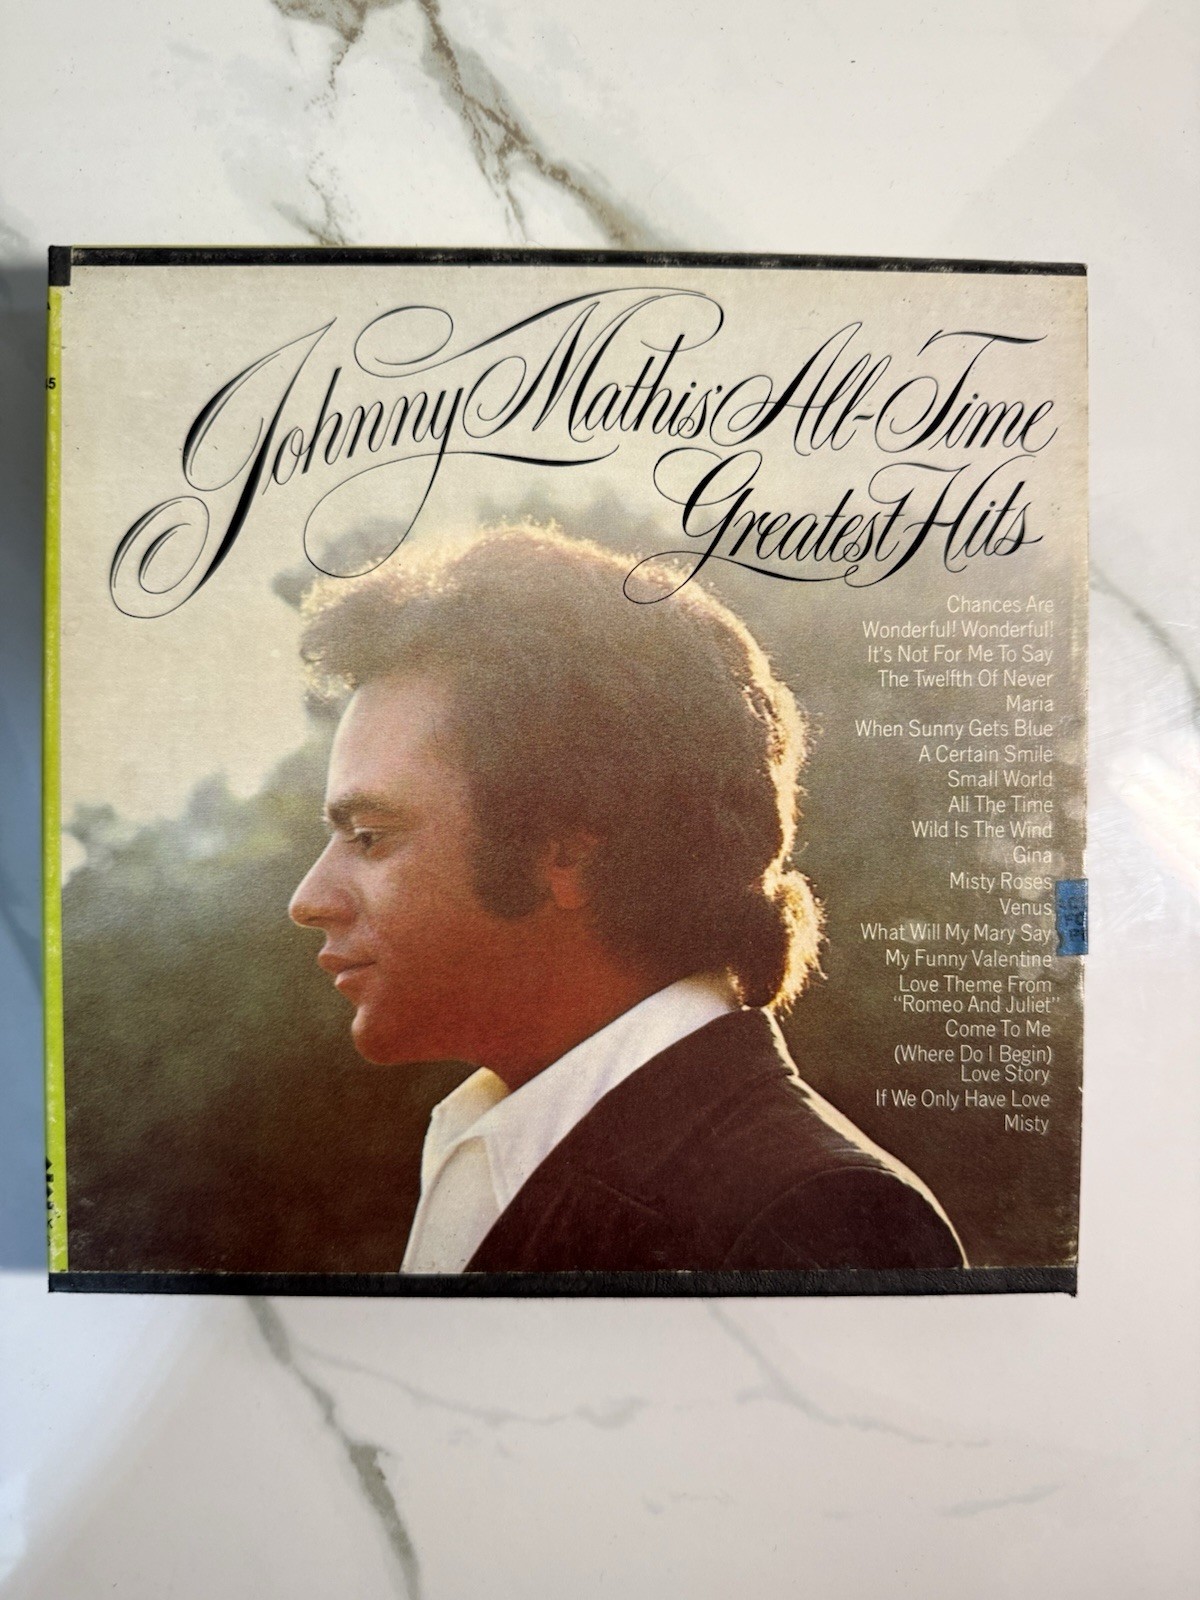 Johnny Mathis' All-Time
Greatest Hits
Chances Are
Wonderful! Wonderful!
It's Not For Me To Say
The Twelfth Of Never
Maria
When Sunny Gets Blue
A Certain Smile
Small World
All The Time
Wild Is The Wind
Gina
Misty Roses
Venus
What Will My Mary Say
My Funny Valentine
Love Theme From
"Romeo And Juliet"
Come To Me
(Where Do I Begin)
Love Story
If We Only Have Love
Misty